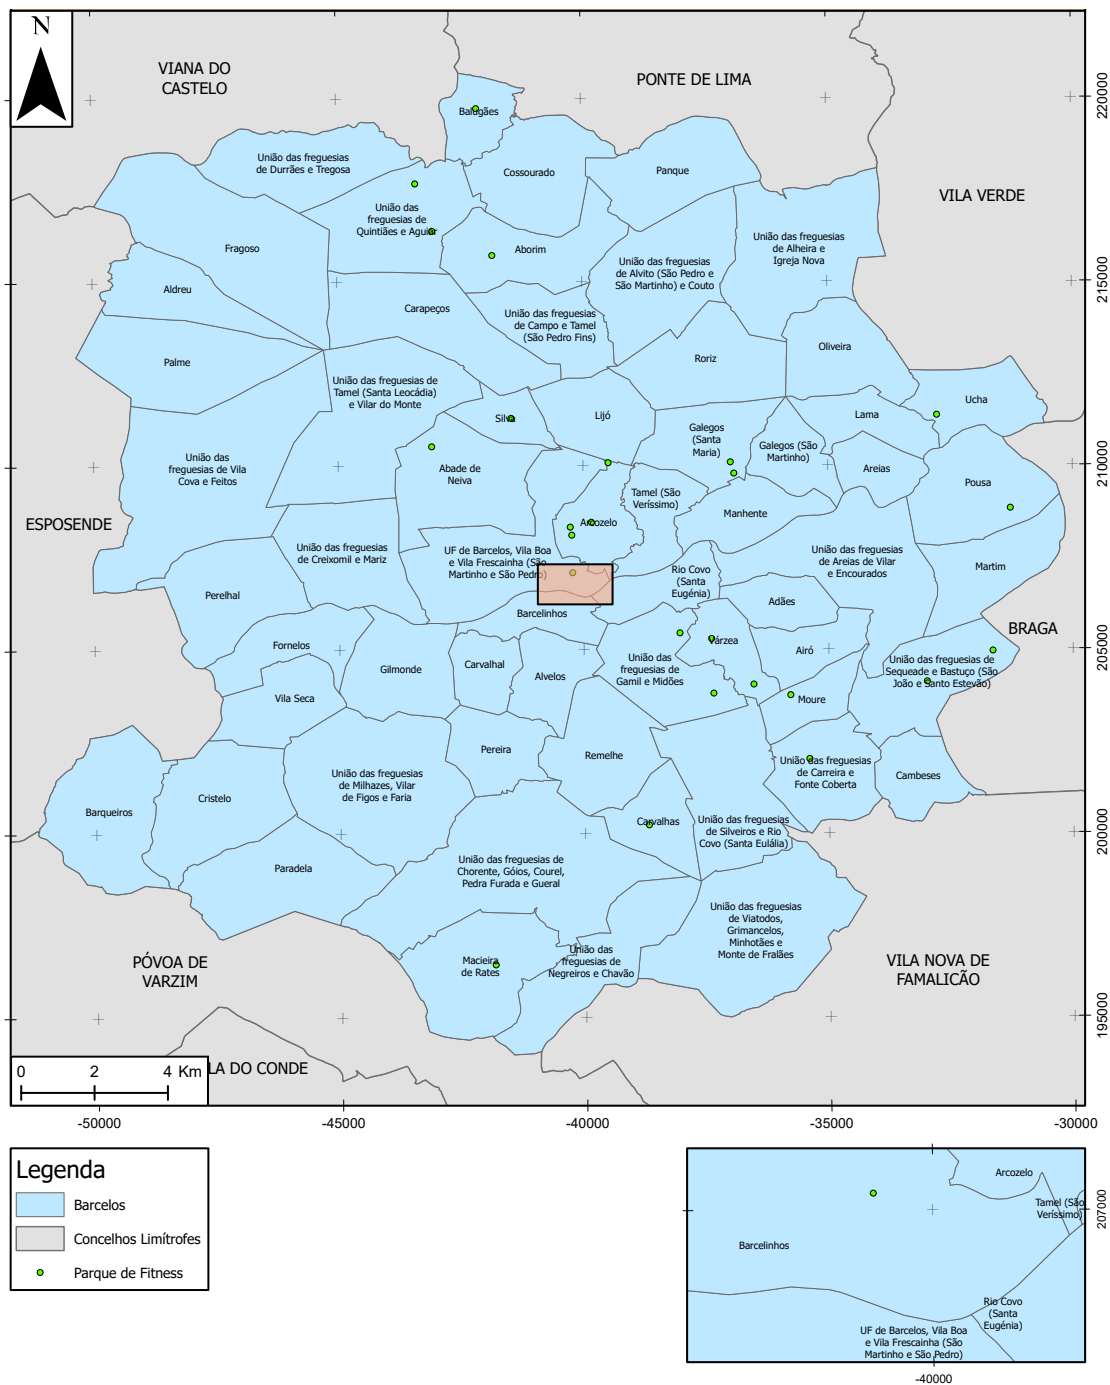 N
VIANA DO
CASTELO
PONTE DE LIMA
VILA VERDE
ESPOSENDE
BRAGA
PÓVOA DE
VARZIM
VILA NOVA DE
FAMALICÃO
LA DO CONDE
Balugães
União das freguesias
de Durrães e Tregosa
Cossourado
Panque
União das
freguesias de
Quintiães e Aguiar
Fragoso
Aborim
União das freguesias
de Alvito (São Pedro e
São Martinho) e Couto
União das freguesias
de Alheira e
Igreja Nova
Aldreu
Carapeços
União das freguesias
de Campo e Tamel
(São Pedro Fins)
Palme
Roriz
Oliveira
União das freguesias de
Tamel (Santa Leocádia)
e Vilar do Monte
Silva
Lijó
Ucha
Lama
Galegos
(Santa
Maria)
Galegos (São
Martinho)
Areias
União das
freguesias de Vila
Cova e Feitos
Abade de
Neiva
Tamel (São
Veríssimo)
Pousa
Arcozelo
Manhente
União das freguesias
de Creixomil e Mariz
UF de Barcelos, Vila Boa
e Vila Frescainha (São
Martinho e São Pedro)
União das freguesias
de Areias de Vilar
e Encourados
Martim
Rio Covo
(Santa
Eugénia)
Perelhal
Adães
Barcelinhos
Fornelos
Várzea
Airó
Gilmonde
Carvalhal
Alvelos
União das
freguesias de
Gamil e Midões
União das freguesias de
Sequeade e Bastuço (São
João e Santo Estevão)
Vila Seca
Moure
Pereira
Remelhe
União das freguesias
de Carreira e
Fonte Coberta
Cambeses
União das freguesias
de Milhazes, Vilar
de Figos e Faria
Cristelo
Barqueiros
Carvalhas
União das freguesias
de Silveiros e Rio
Covo (Santa Eulália)
Paradela
União das freguesias de
Chorente, Góios, Courel,
Pedra Furada e Gueral
União das freguesias
de Viatodos,
Grimancelos,
Minhotães e
Monte de Fralães
Macieira
de Rates
União das
freguesias de
Negreiros e Chavão
220000
215000
210000
205000
200000
195000
0 2 4 Km
-50000 -45000 -40000 -35000 -30000
Legenda
Barcelos
Concelhos Limítrofes
Parque de Fitness
Arcozelo
Tamel (São
Veríssimo)
Barcelinhos
Rio Covo
(Santa
Eugénia)
UF de Barcelos, Vila Boa
e Vila Frescainha (São
Martinho e São Pedro)
207000
-40000